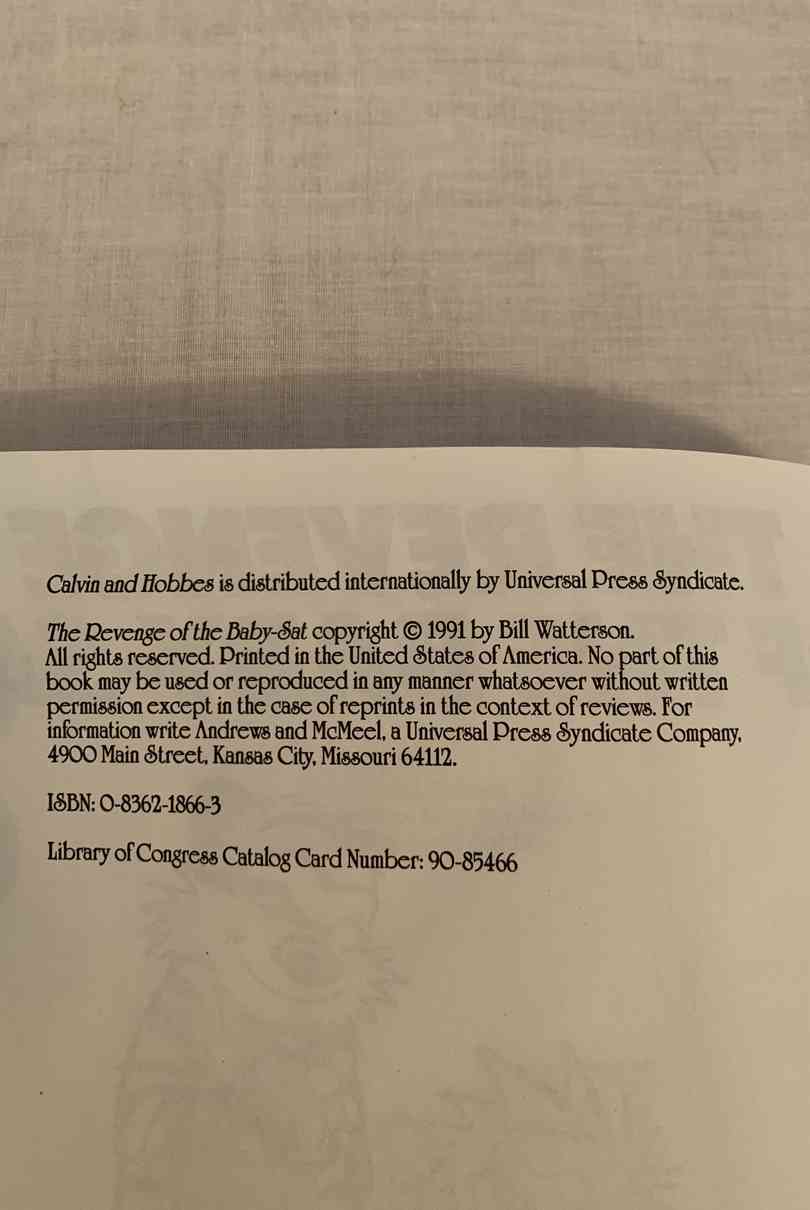 Calvin and Hobbes is distributed internationally by Universal Press Syndicate.
The Revenge of the Baby-Sat copyright © 1991 by Bill Watterson.
All rights reserved. Printed in the United States of America. No part of this
book may be used or reproduced in any manner whatsoever without written
permission except in the case of reprints in the context of reviews. For
information write Andrews and McMeel, a Universal Press Syndicate Company,
4900 Main Street, Kansas City, Missouri 64112.
ISBN: 0-8362-1866-3
Library of Congress Catalog Card Number: 90-85466